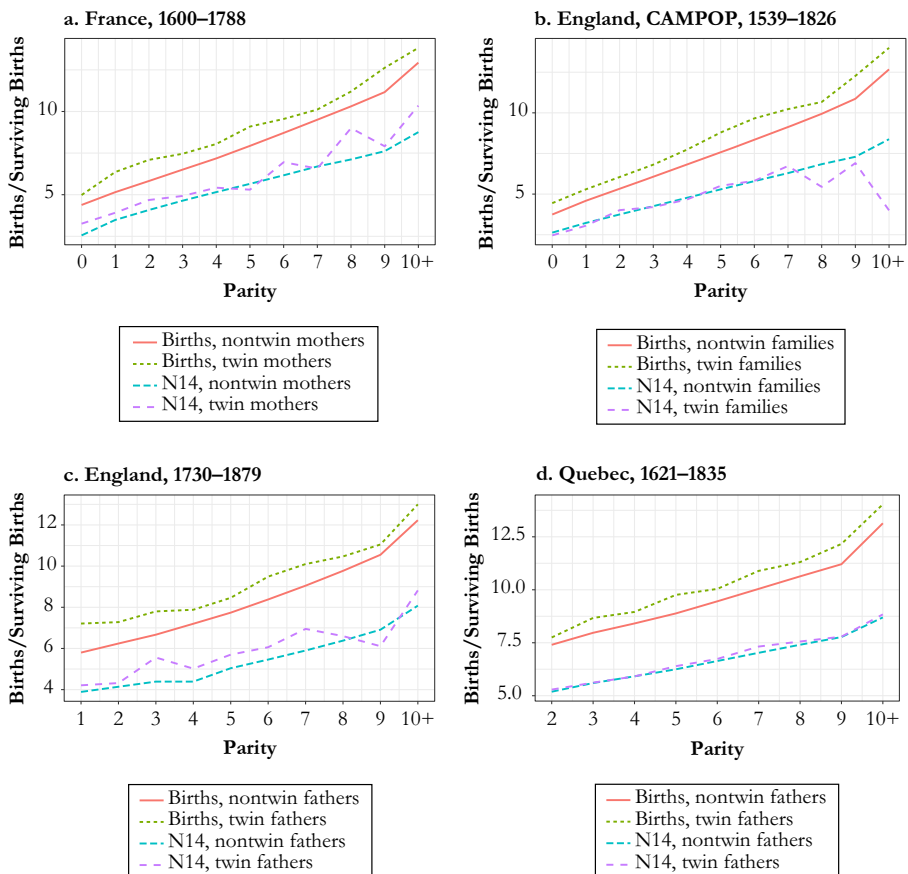 a. France, 1600–1788
Births/Surviving Births
10
5
0 1 2 3 4 5 6 7 8 9 10+
Parity
Births, nontwin mothers
Births, twin mothers
N14, nontwin mothers
N14, twin mothers
b. England, CAMPOP, 1539–1826
Births/Surviving Births
10
5
0 1 2 3 4 5 6 7 8 9 10+
Parity
Births, nontwin families
Births, twin families
N14, nontwin families
N14, twin families
c. England, 1730–1879
Births/Surviving Births
12
10
8
6
4
1 2 3 4 5 6 7 8 9 10+
Parity
Births, nontwin fathers
Births, twin fathers
N14, nontwin fathers
N14, twin fathers
d. Quebec, 1621–1835
Births/Surviving Births
12.5
10.0
7.5
5.0
2 3 4 5 6 7 8 9 10+
Parity
Births, nontwin fathers
Births, twin fathers
N14, nontwin fathers
N14, twin fathers